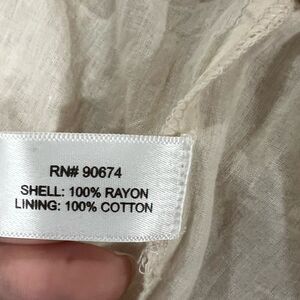 RN# 90674
SHELL: 100% RAYON
LINING: 100% COTTON